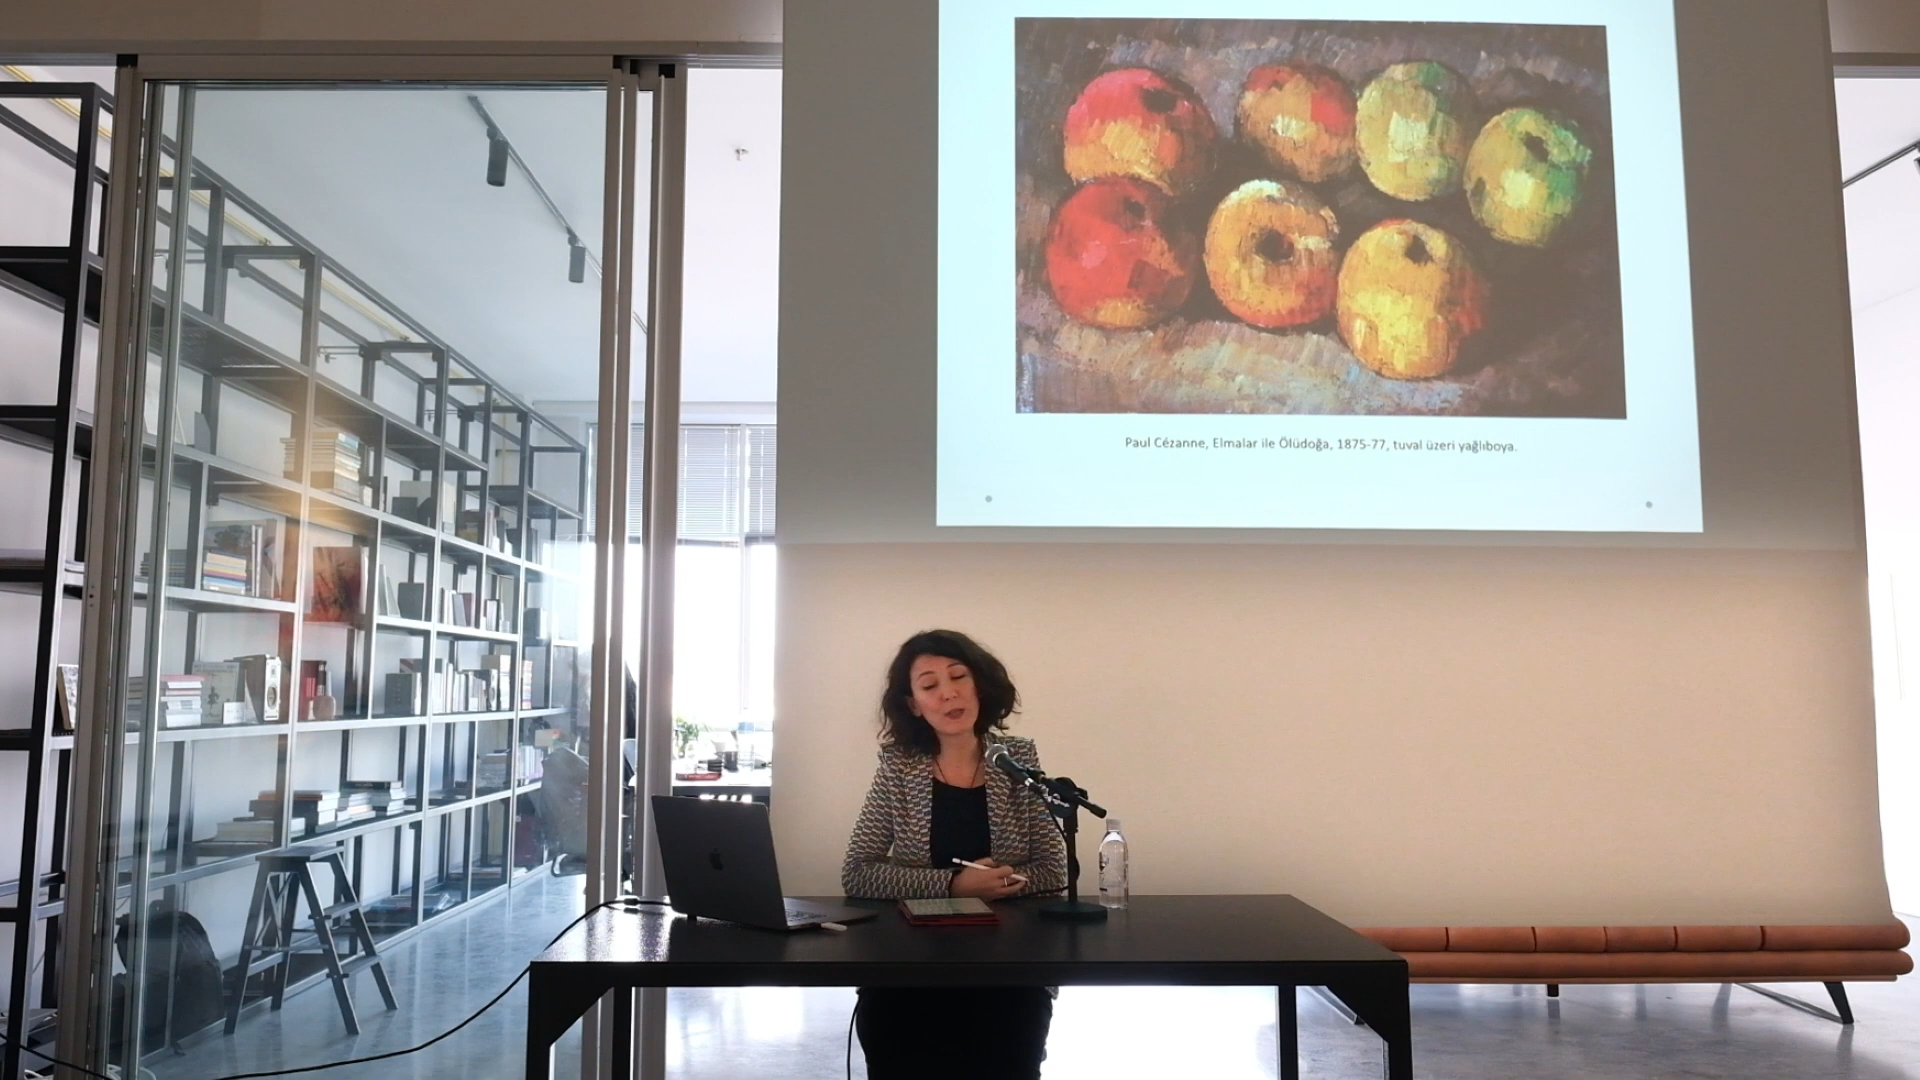 Paul Cézanne, Elmalar ile Ölüdoğa, 1875-77, tuval üzeri yağlıboya.